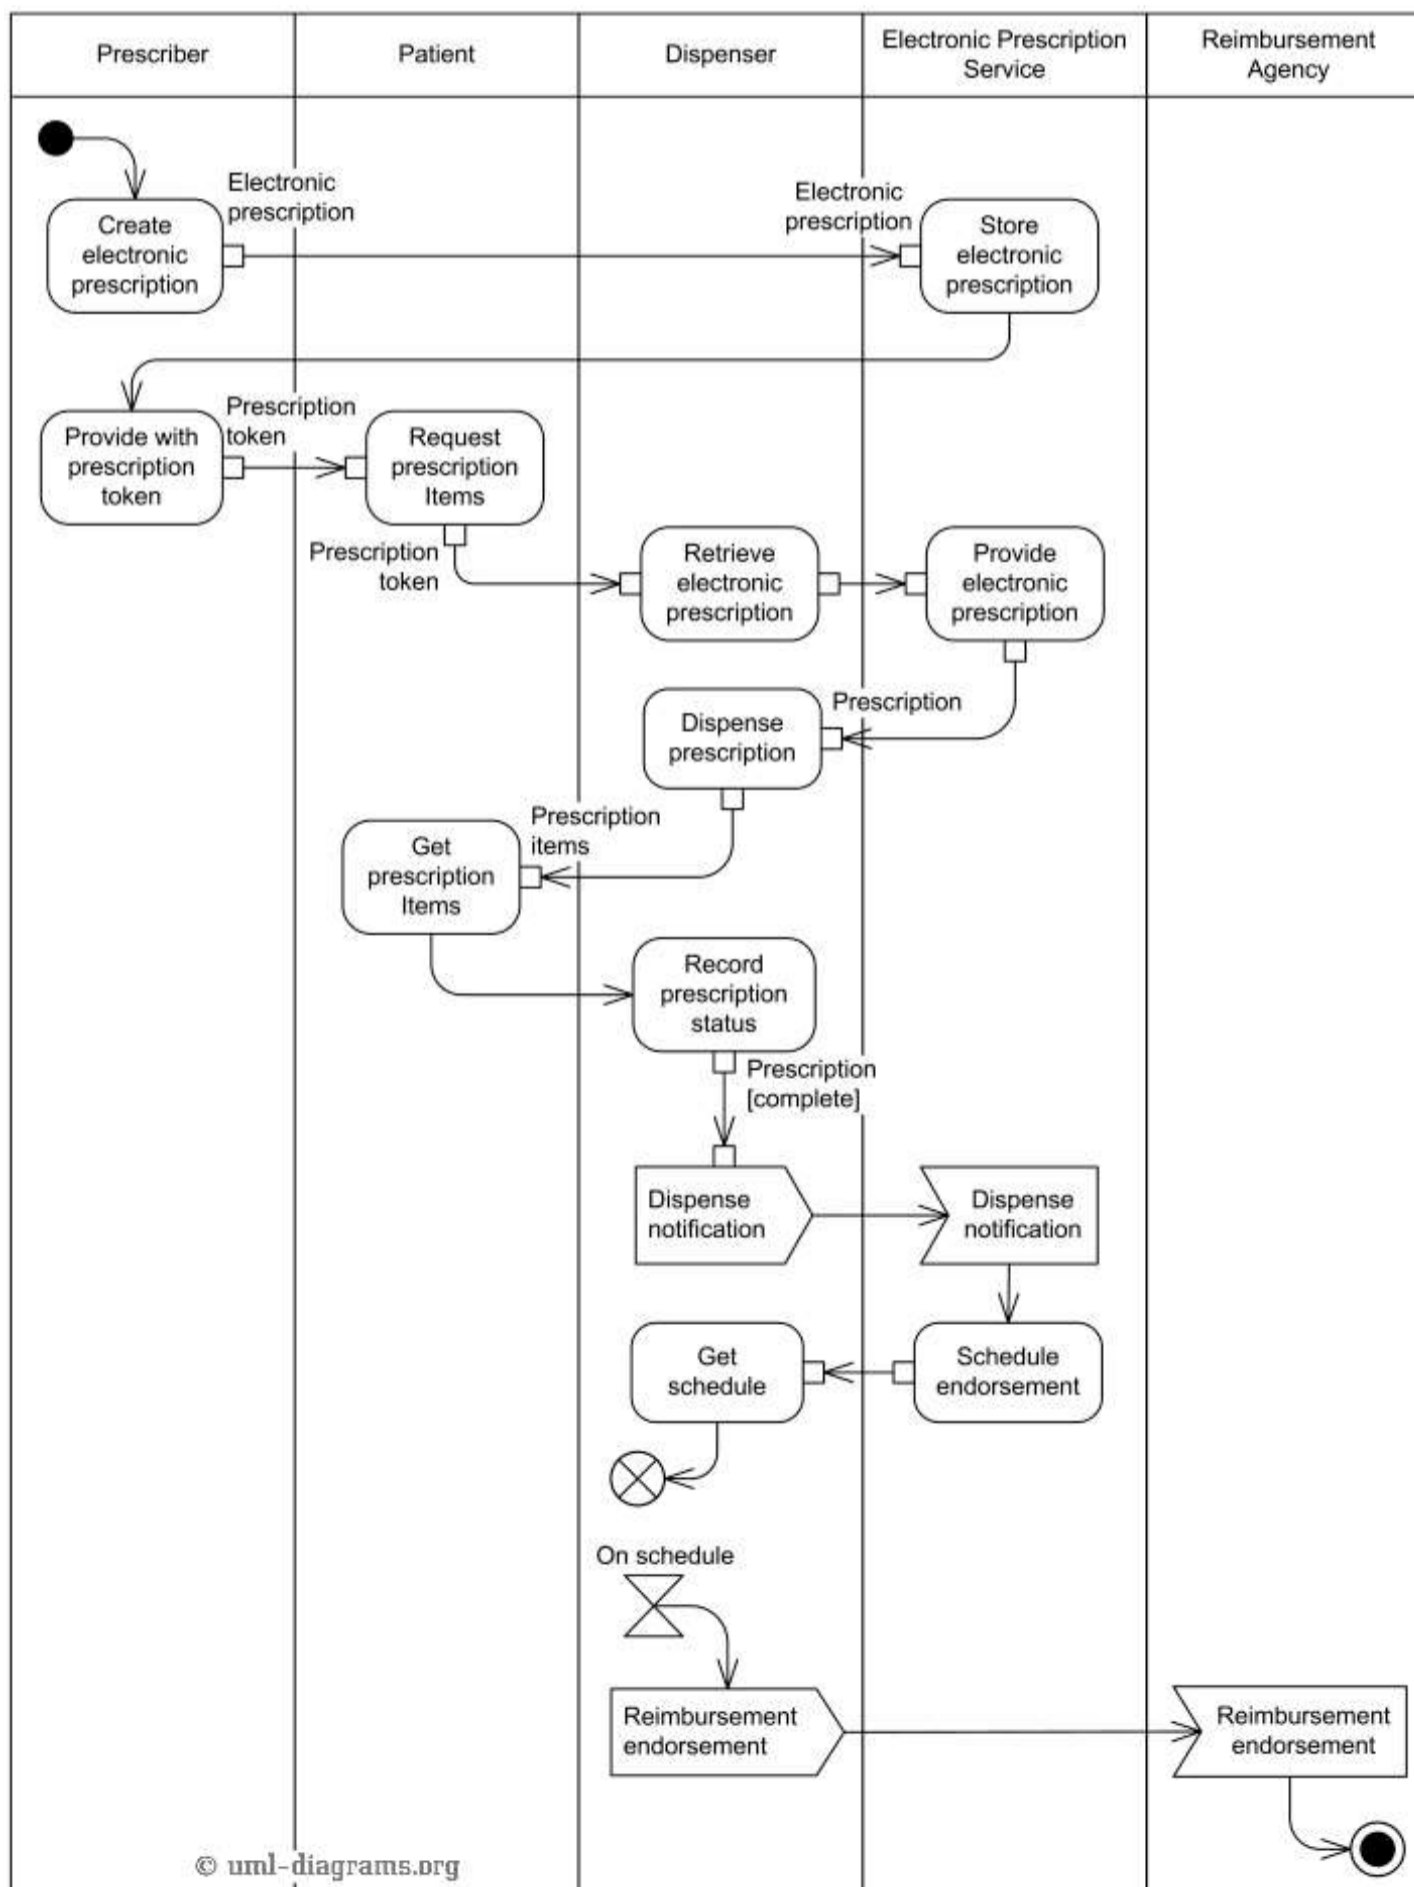 Prescriber
Patient
Dispenser
Electronic Prescription
Service
Reimbursement
Agency
Electronic
prescription
Electronic
prescription
Create
electronic
prescription
Store
electronic
prescription
Prescription
token
Provide with
prescription
token
Request
prescription
Items
Prescription
token
Retrieve
electronic
prescription
Provide
electronic
prescription
Prescription
Dispense
prescription
Prescription
items
Get
prescription
Items
Record
prescription
status
Prescription
[complete]
Dispense
notification
Dispense
notification
Get
schedule
Schedule
endorsement
On schedule
Reimbursement
endorsement
Reimbursement
endorsement
© uml-diagrams.org